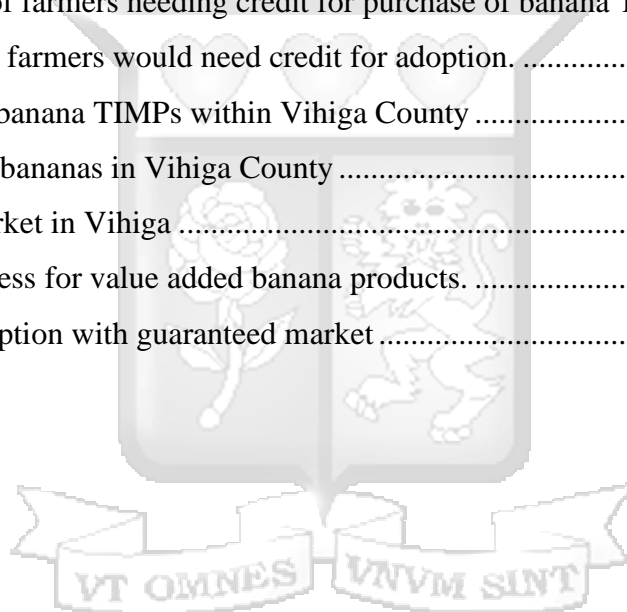 of farmers needing credit for purchase of banana
farmers would need credit for adoption. ..............
banana TIMPs within Vihiga County .....................
bananas in Vihiga County ........................................
rket in Vihiga ...............................................................
ess for value added banana products. ......................
ption with guaranteed market ..................................
VT OMNES VNVM SINT